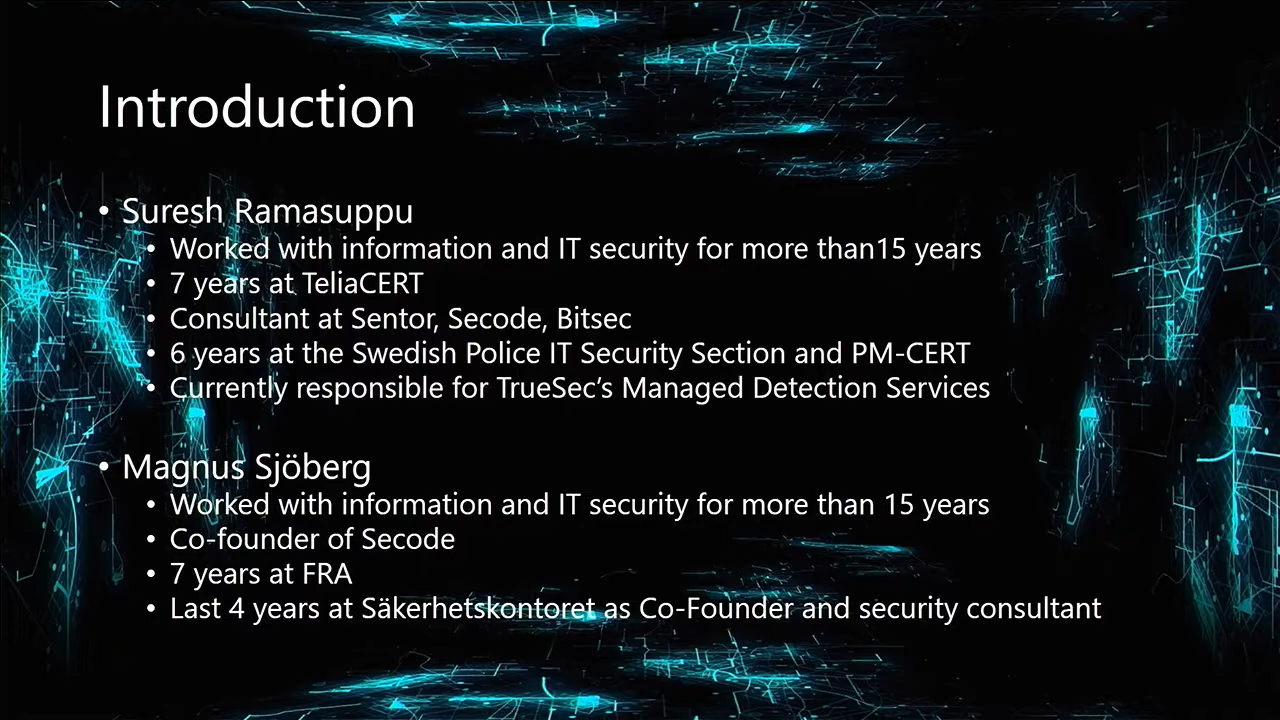 Introduction
• Suresh Ramasuppu
• Worked with information and IT security for more than15 years
• 7 years at TeliaCERT
• Consultant at Sentor, Secode, Bitsec
• 6 years at the Swedish Police IT Security Section and PM-CERT
• Currently responsible for TrueSec’s Managed Detection Services
• Magnus Sjöberg
• Worked with information and IT security for more than 15 years
• Co-founder of Secode
• 7 years at FRA
• Last 4 years at Säkerhetskontoret as Co-Founder and security consultant